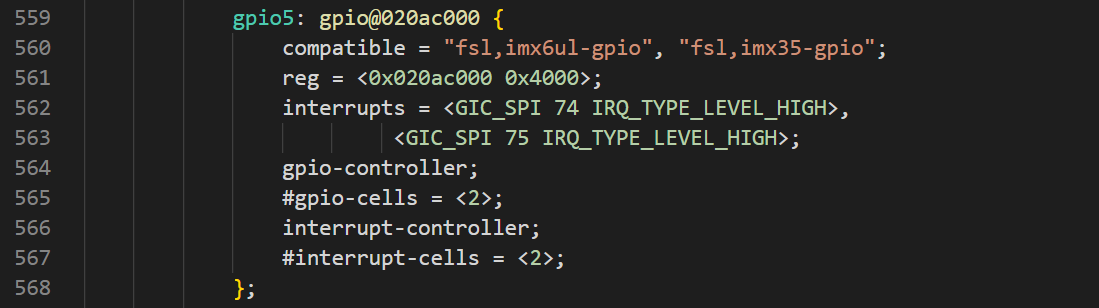 559 gpio5: gpio@020ac000 {
560 compatible = "fsl,imx6ul-gpio", "fsl,imx35-gpio";
561 reg = <0x020ac000 0x4000>;
562 interrupts = <GIC_SPI 74 IRQ_TYPE_LEVEL_HIGH>,
563 <GIC_SPI 75 IRQ_TYPE_LEVEL_HIGH>;
564 gpio-controller;
565 #gpio-cells = <2>;
566 interrupt-controller;
567 #interrupt-cells = <2>;
568 };